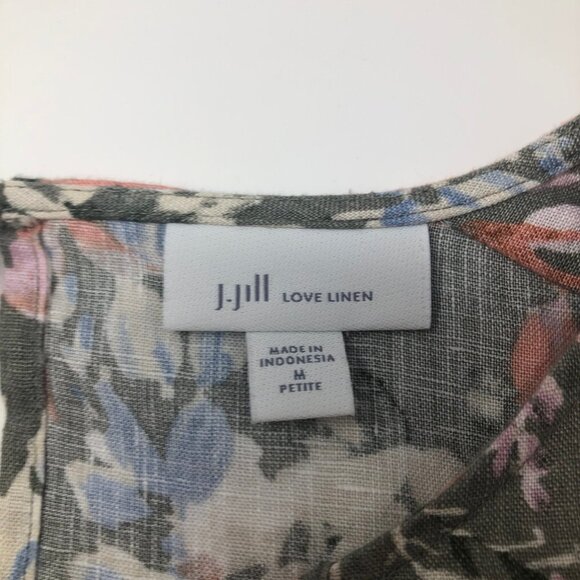 J.Jill LOVE LINEN
MADE IN
INDONESIA
M
PETITE